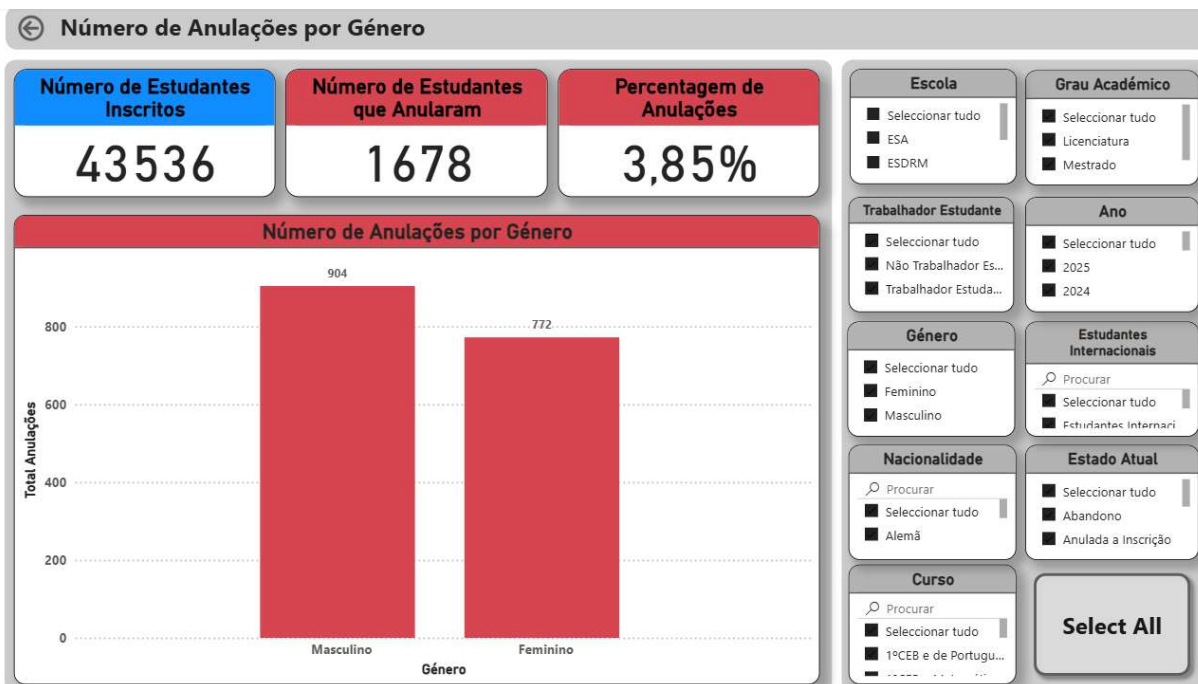 Número de Anulações por Género
Número de Estudantes
Inscritos
43536
Número de Estudantes
que Anularam
1678
Percentagem de
Anulações
3,85%
Número de Anulações por Género
904
772
800
600
400
200
0
Total Anulações
Masculino
Feminino
Género
Escola
Seleccionar tudo
ESA
ESDRM
Grau Académico
Seleccionar tudo
Licenciatura
Mestrado
Trabalhador Estudante
Seleccionar tudo
Não Trabalhador Es...
Trabalhador Estuda...
Ano
Seleccionar tudo
2025
2024
Género
Seleccionar tudo
Feminino
Masculino
Estudantes
Internacionais
Procurar
Seleccionar tudo
Estudantes Internaci
Nacionalidade
Procurar
Seleccionar tudo
Alemã
Estado Atual
Seleccionar tudo
Abandono
Anulada a Inscrição
Curso
Procurar
Seleccionar tudo
1ºCEB e de Portugu...
Select All